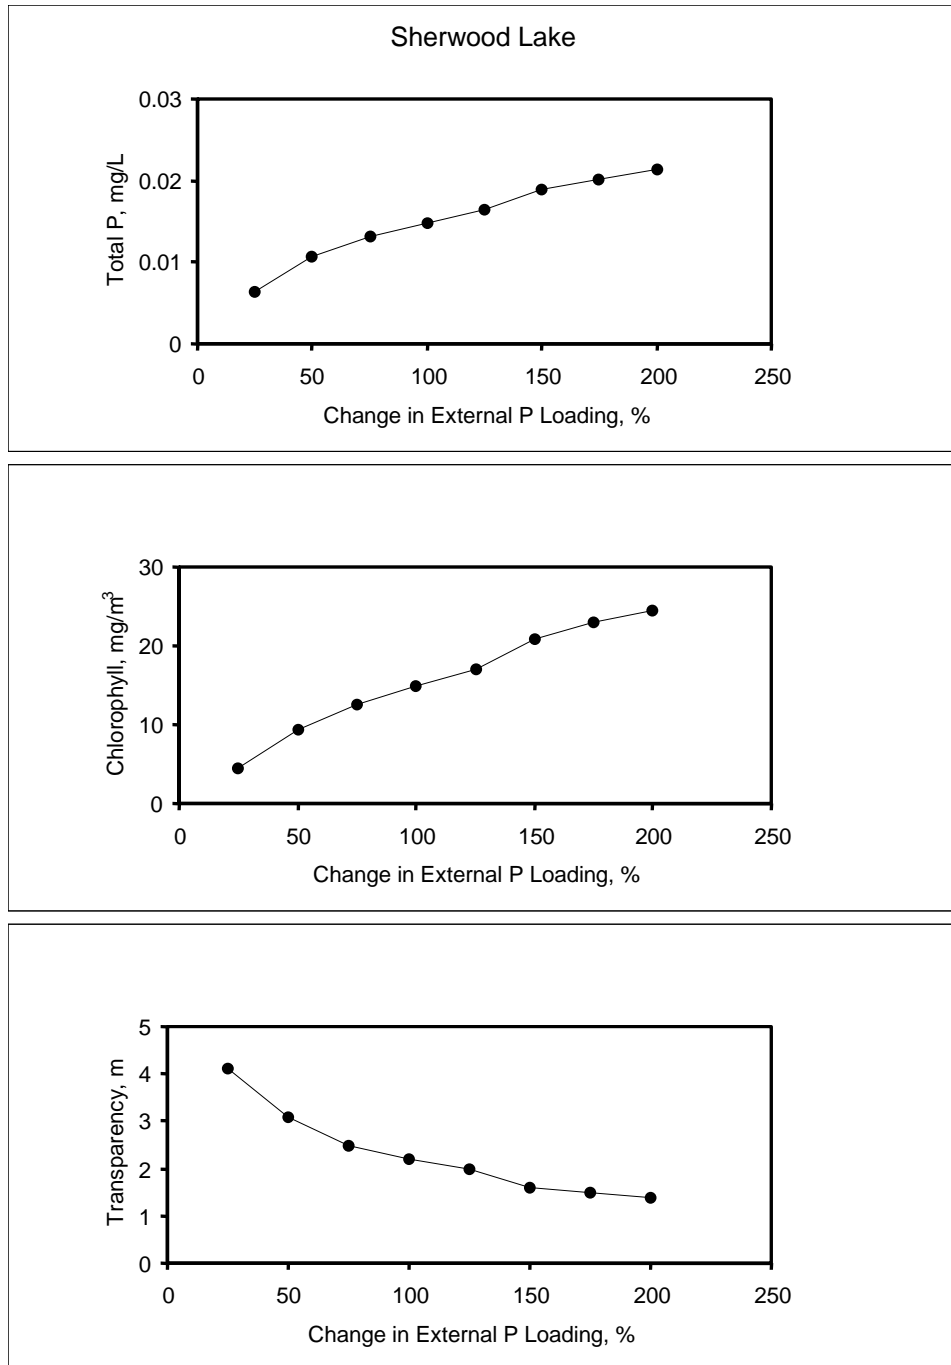 Sherwood Lake
0.03
0.02
0.01
0
Total P, mg/L
0 50 100 150 200 250
Change in External P Loading, %
30
20
10
0
Chlorophyll, mg/m³
0 50 100 150 200 250
Change in External P Loading, %
5
4
3
2
1
0
Transparency, m
0 50 100 150 200 250
Change in External P Loading, %